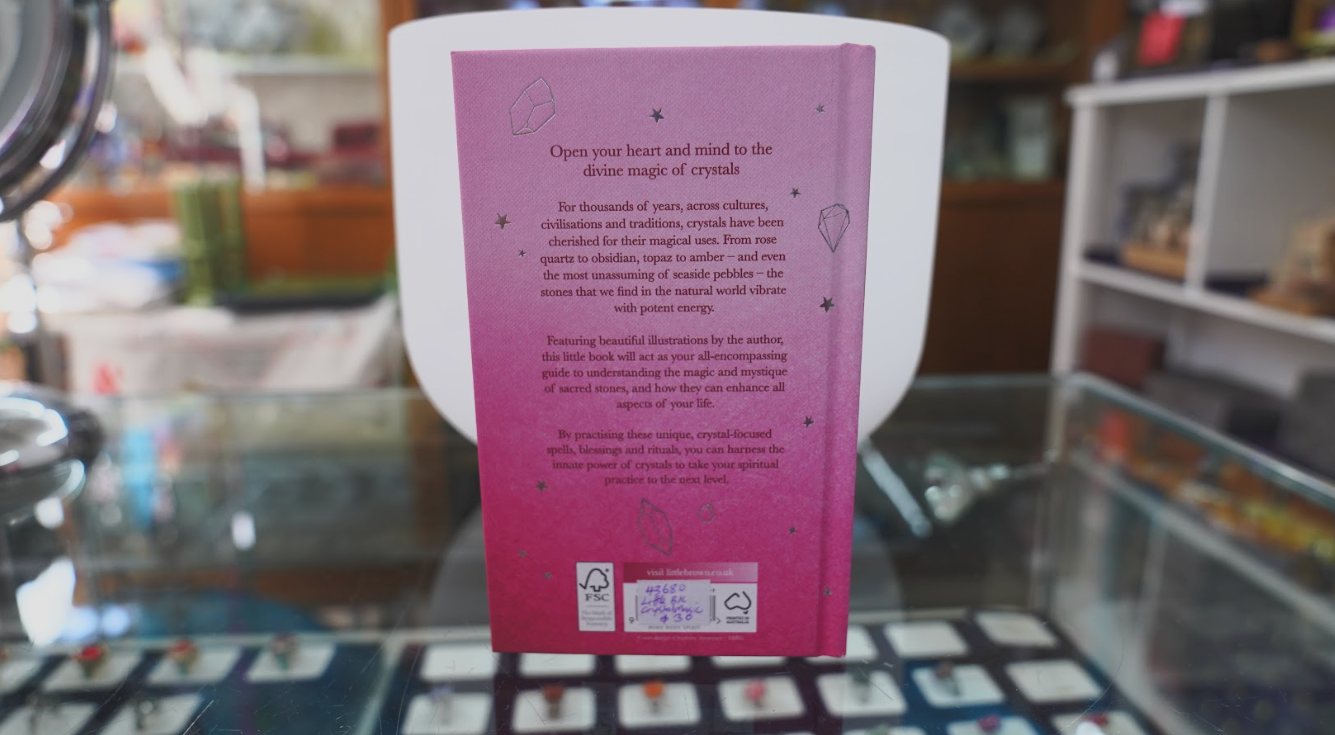 Open your heart and mind to the
divine magic of crystals
For thousands of years, across cultures,
civilisations and traditions, crystals have been
cherished for their magical uses. From rose
quartz to obsidian, topaz to amber – and even
the most unassuming of seaside pebbles – the
stones that we find in the natural world vibrate
with potent energy.
Featuring beautiful illustrations by the author,
this little book will act as your all-encompassing
guide to understanding the magic and mystique
of sacred stones, and how they can enhance all
aspects of your life.
By practising these unique, crystal-focused
spells, blessings and rituals, you can harness the
innate power of crystals to take your spiritual
practice to the next level.
visit littlebrown.co.uk
FSC
43680
$30
PRINTED IN
AUSTRALIA